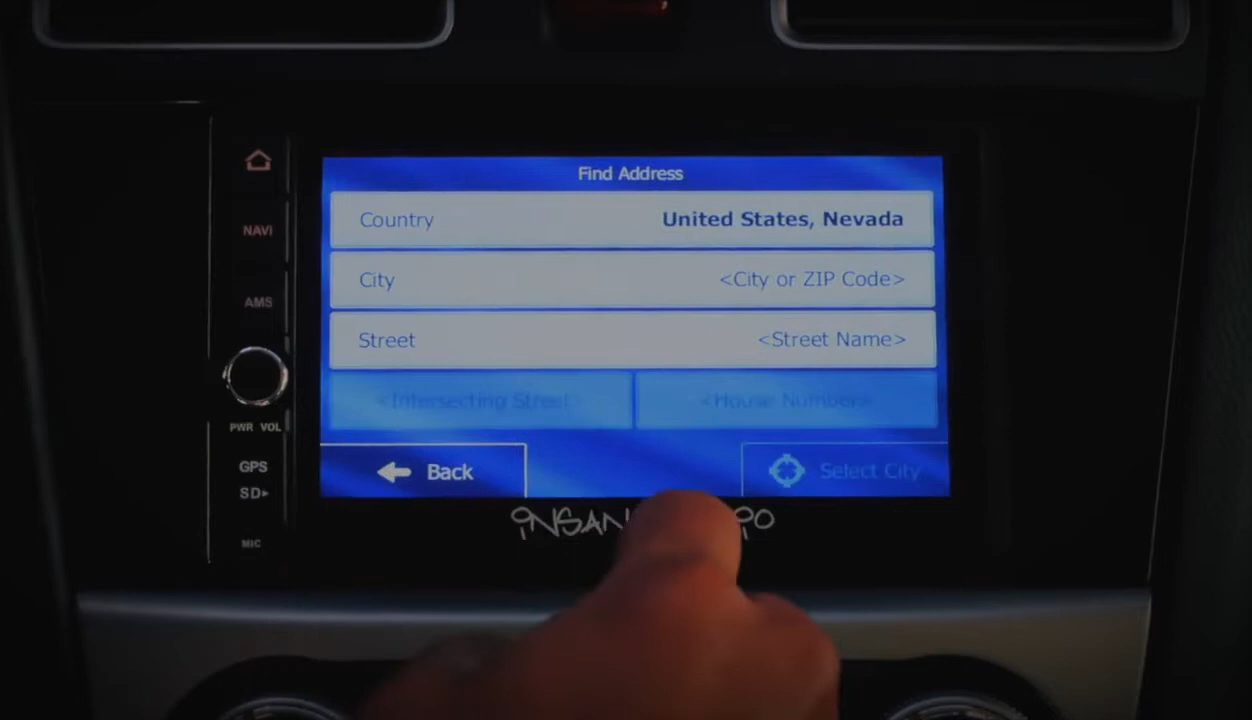 Find Address
Country United States, Nevada
City <City or ZIP Code>
Street <Street Name>
<Intersecting Street> <House Number>
Back Select City
NAVI
AMS
PWR VOL
GPS
SD
MIC